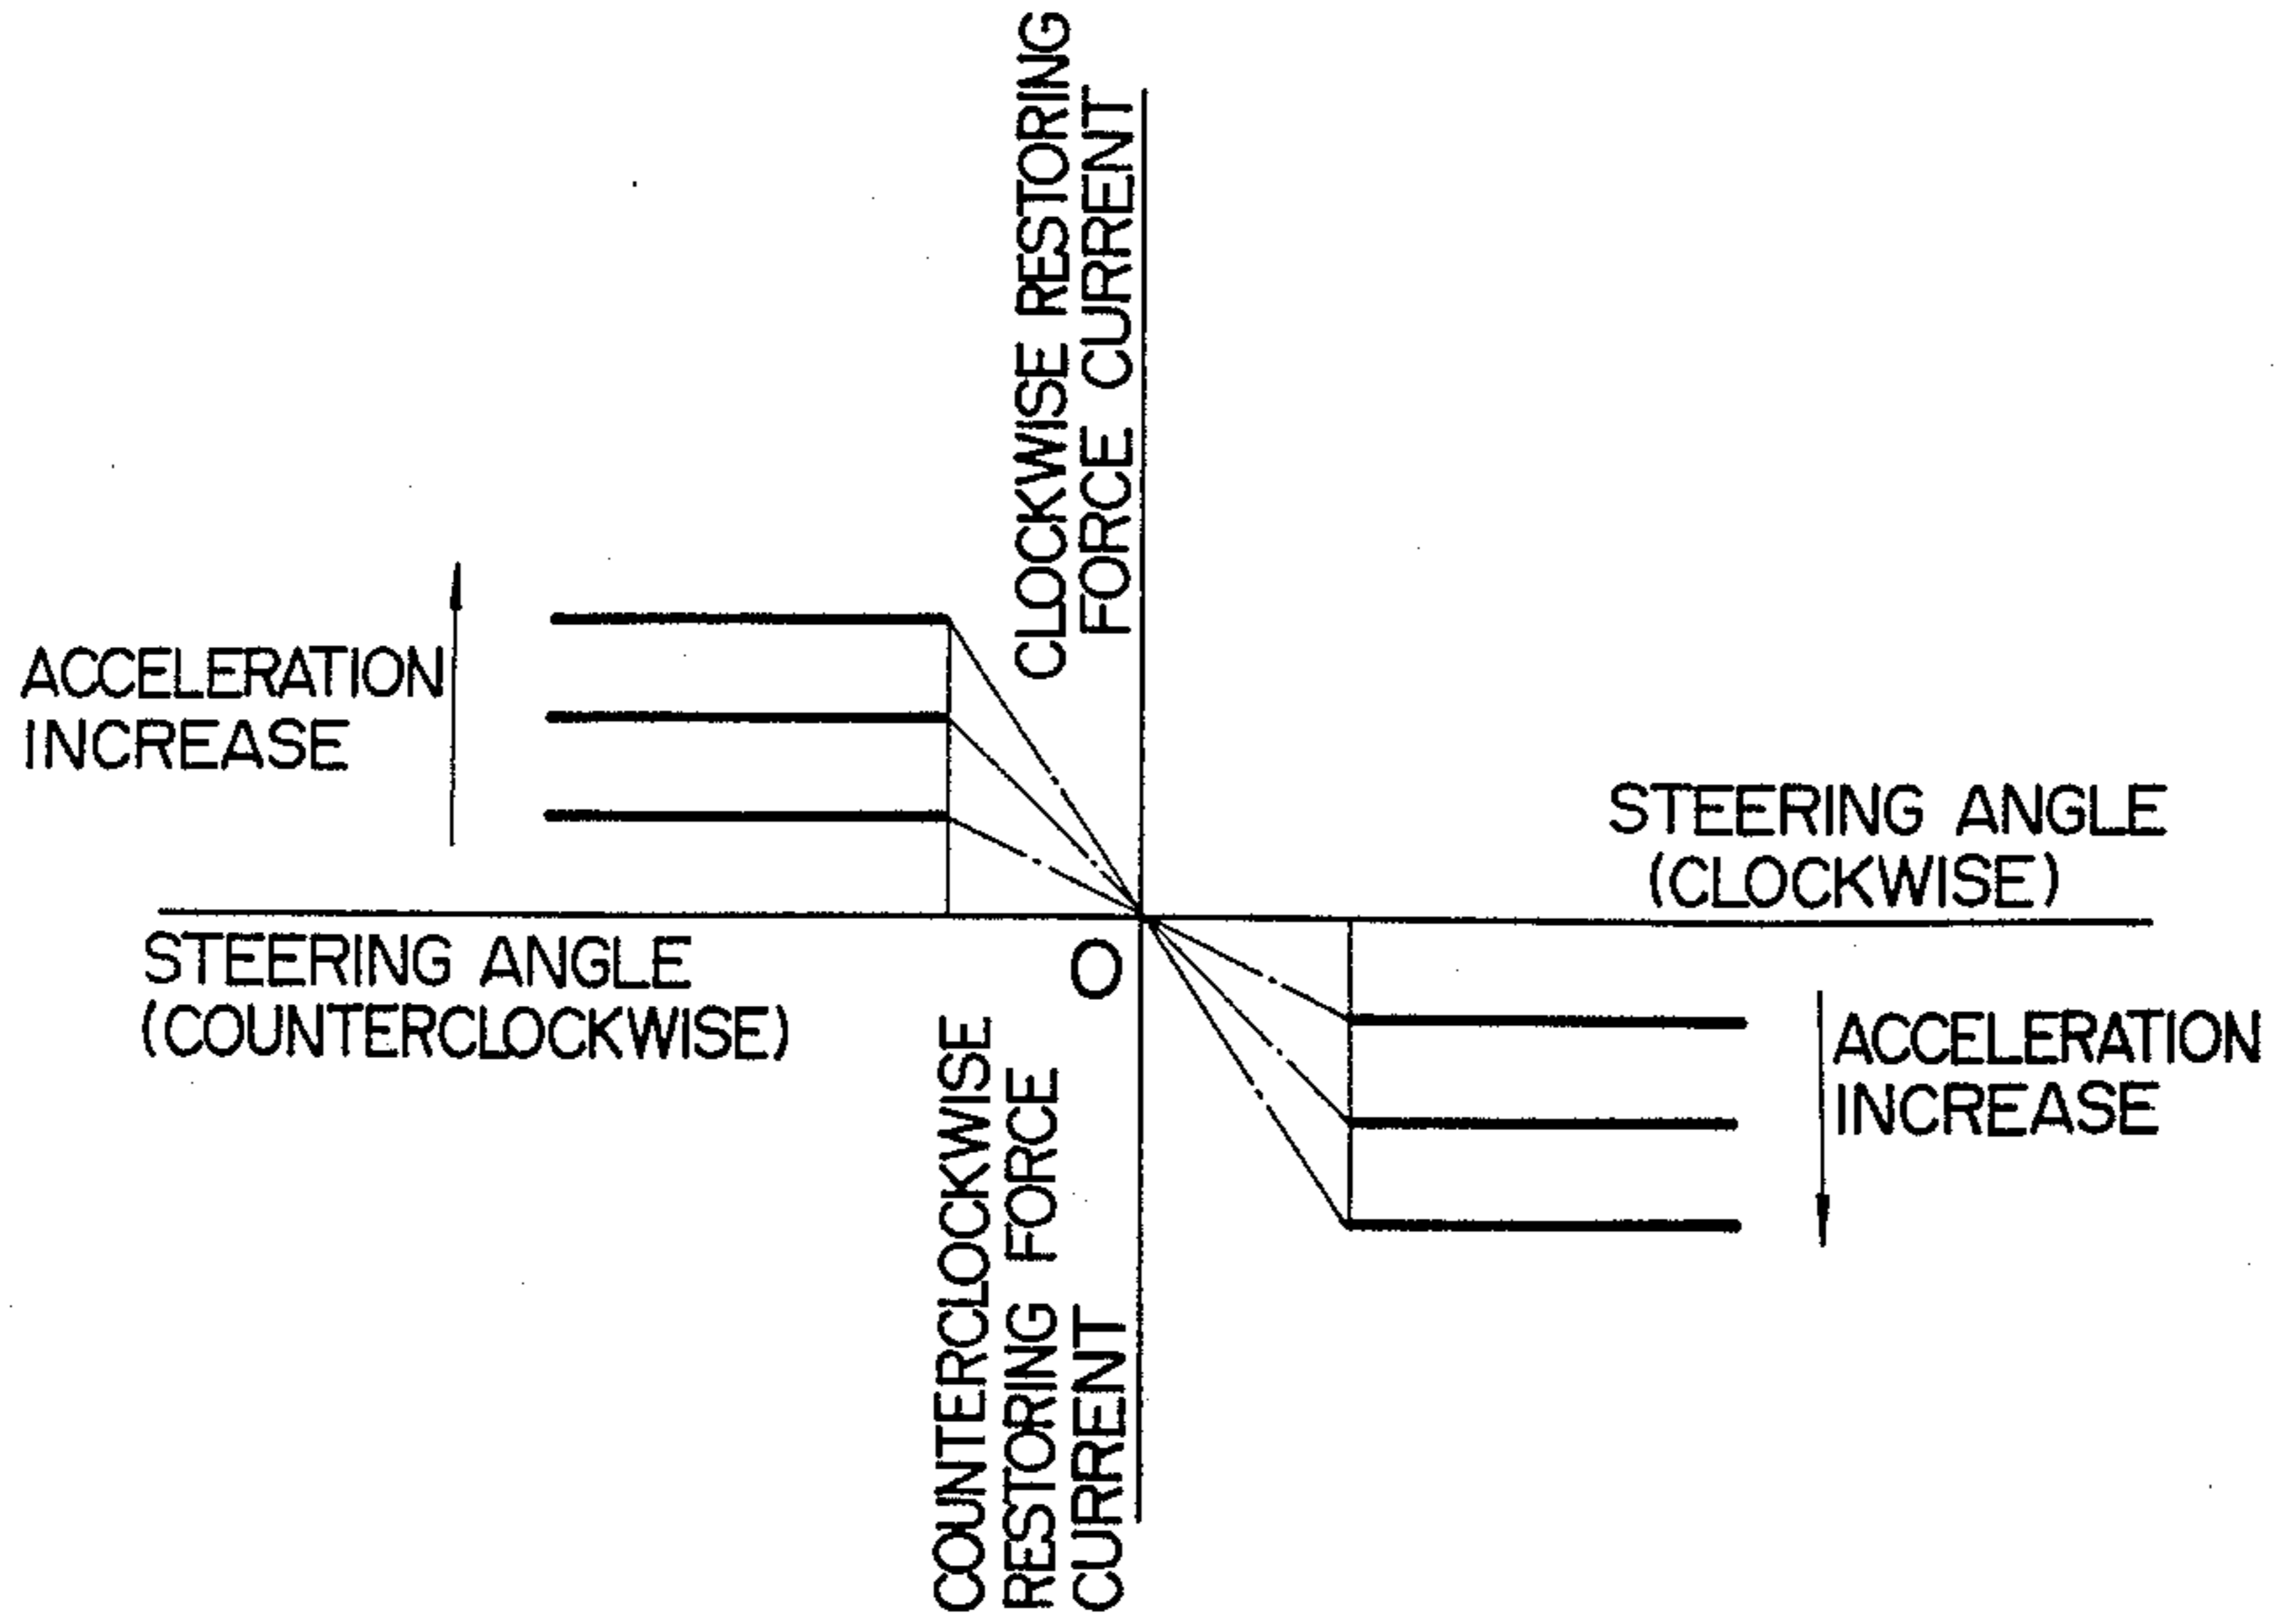 CLOCKWISE RESTORING
FORCE CURRENT
ACCELERATION
INCREASE
STEERING ANGLE
(CLOCKWISE)
STEERING ANGLE
(COUNTERCLOCKWISE)
O
ACCELERATION
INCREASE
COUNTERCLOCKWISE
RESTORING FORCE
CURRENT